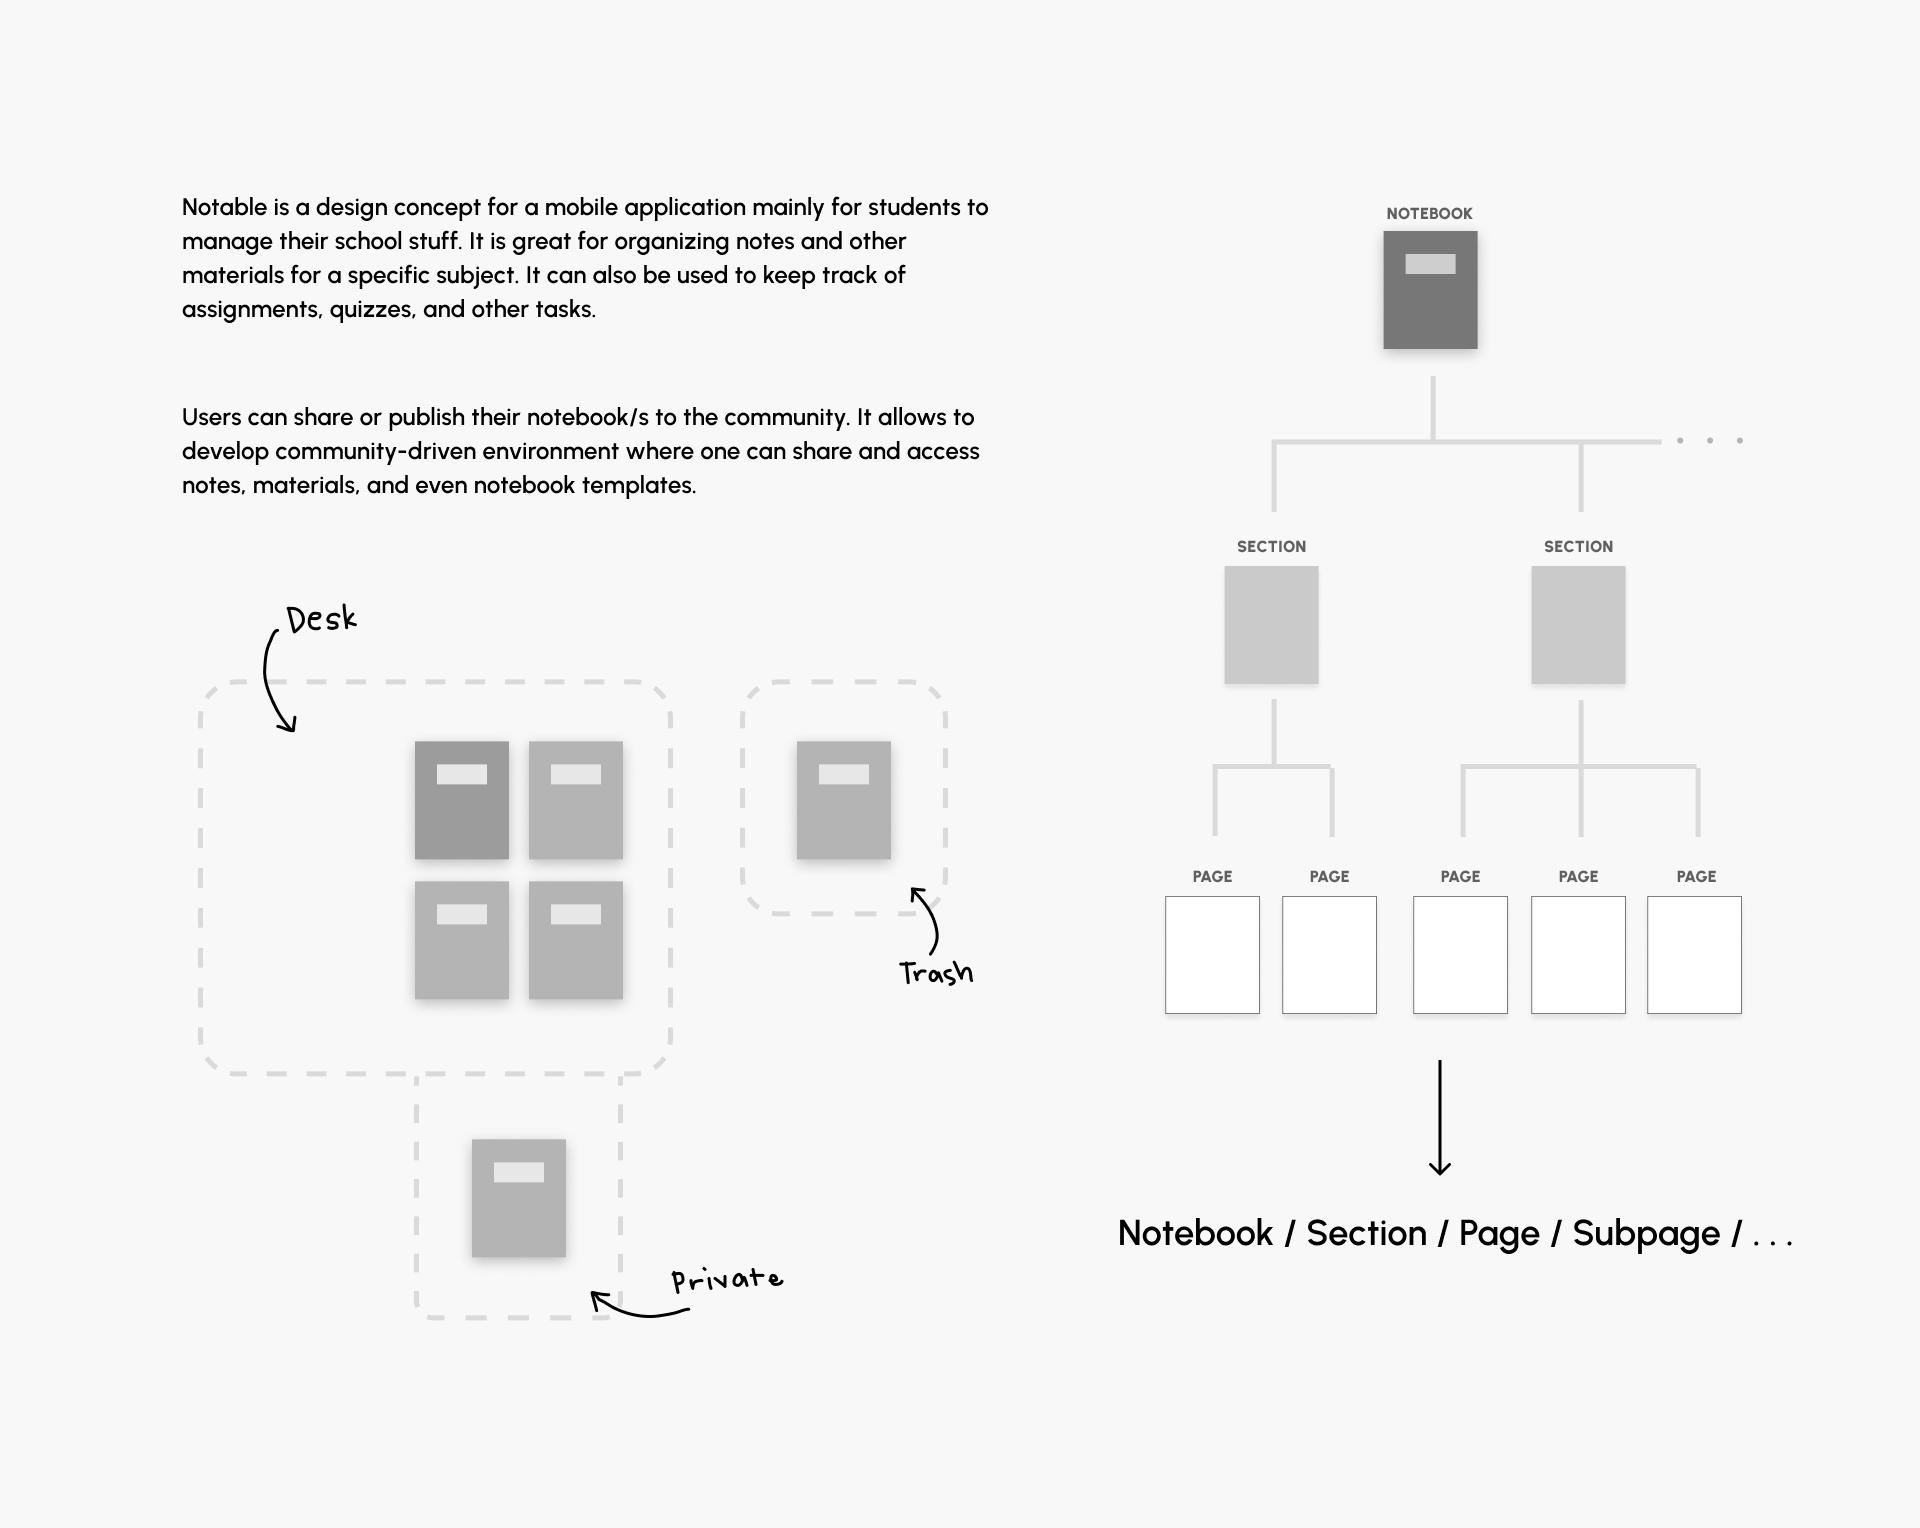 Notable is a design concept for a mobile application mainly for students to
manage their school stuff. It is great for organizing notes and other
materials for a specific subject. It can also be used to keep track of
assignments, quizzes, and other tasks.
Users can share or publish their notebook/s to the community. It allows to
develop community-driven environment where one can share and access
notes, materials, and even notebook templates.
Desk
Trash
Private
NOTEBOOK
. . .
SECTION SECTION
PAGE PAGE PAGE PAGE PAGE
Notebook / Section / Page / Subpage / . . .